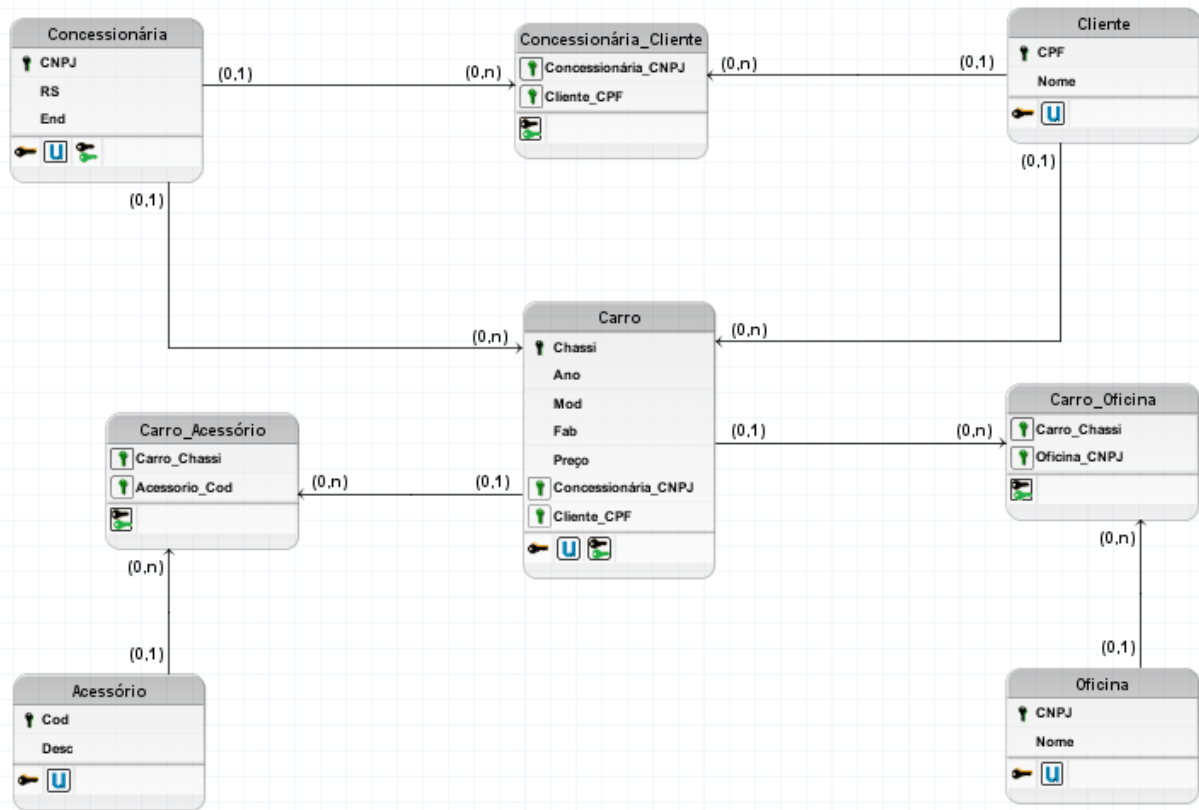 Concessionária
CNPJ
RS
End
U
(0,1)
(0,n)
Concessionária_Cliente
Concessionária_CNPJ
Cliente_CPF
(0,n)
(0,1)
Cliente
CPF
Nome
U
(0,1)
(0,n)
(0,1)
(0,n)
Carro
Chassi
Ano
Mod
Fab
Preço
Concessionária_CNPJ
Cliente_CPF
U
Carro_Acessório
Carro_Chassi
Acessorio_Cod
(0,n)
(0,1)
(0,1)
(0,n)
Carro_Oficina
Carro_Chassi
Oficina_CNPJ
(0,n)
(0,1)
Acessório
Cod
Desc
U
(0,n)
(0,1)
Oficina
CNPJ
Nome
U